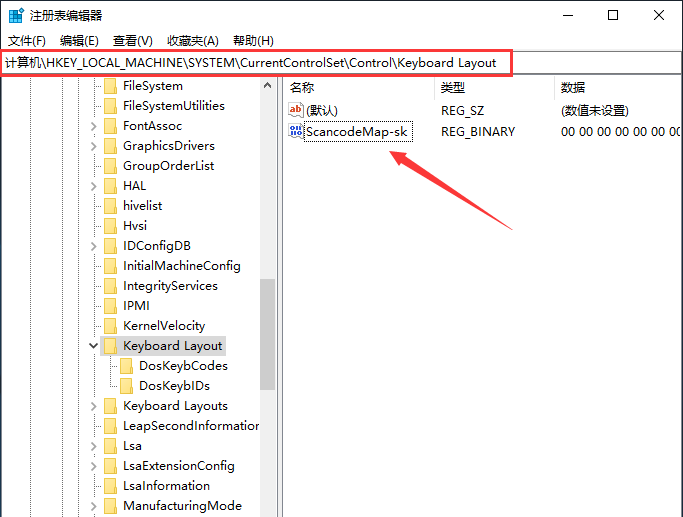 注册表编辑器
文件(F) 编辑(E) 查看(V) 收藏夹(A) 帮助(H)
计算机\HKEY_LOCAL_MACHINE\SYSTEM\CurrentControlSet\Control\Keyboard Layout
FileSystem
FileSystemUtilities
FontAssoc
GraphicsDrivers
GroupOrderList
HAL
hivelist
Hvsi
IDConfigDB
InitialMachineConfig
IntegrityServices
IPMI
KernelVelocity
Keyboard Layout
DosKeybCodes
DosKeybIDs
Keyboard Layouts
LeapSecondInformation
Lsa
LsaExtensionConfig
LsaInformation
ManufacturingMode
名称 类型 数据
(默认) REG_SZ (数值未设置)
ScancodeMap-sk REG_BINARY 00 00 00 00 00 00